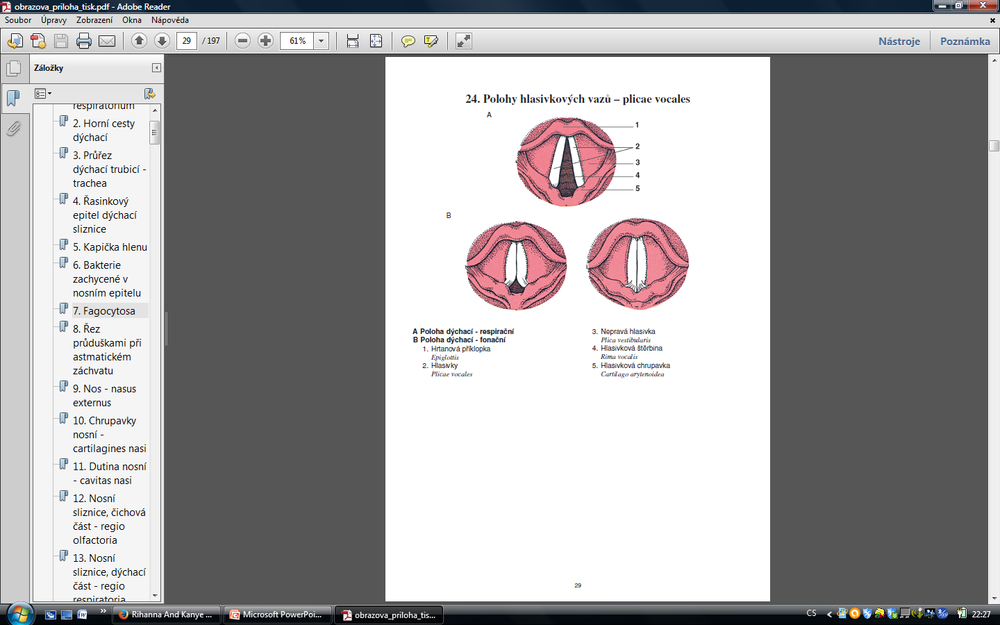 obrazova_priloha_tisk.pdf - Adobe Reader
Soubor Úpravy Zobrazení Okna Nápověda
29 / 197 61% Nástroje Poznámka
Záložky
respiratorium
2. Horní cesty
dýchací
3. Průřez
dýchací trubicí -
trachea
4. Řasinkový
epitel dýchací
sliznice
5. Kapička hlenu
6. Bakterie
zachycené v
nosním epitelu
7. Fagocytosa
8. Řez
průduškami při
astmatickém
záchvatu
9. Nos - nasus
externus
10. Chrupavky
nosní -
cartilagines nasi
11. Dutina nosní
- cavitas nasi
12. Nosní
sliznice, čichová
část - regio
olfactoria
13. Nosní
sliznice, dýchací
část - regio
respiratoria
24. Polohy hlasivkových vazů – plicae vocales
A
1
2
3
4
5
B
A Poloha dýchací - respirační
B Poloha dýchací - fonační
1. Hrtanová příklopka
Epiglottis
2. Hlasivky
Plicae vocales
3. Nepravá hlasivka
Plica vestibularis
4. Hlasivková štěrbina
Rima vocalis
5. Hlasivková chrupavka
Cartilago arytenoidea
29
Rihanna And Kanye ... Microsoft PowerPoi... obrazova_priloha_tis... CS 22:27